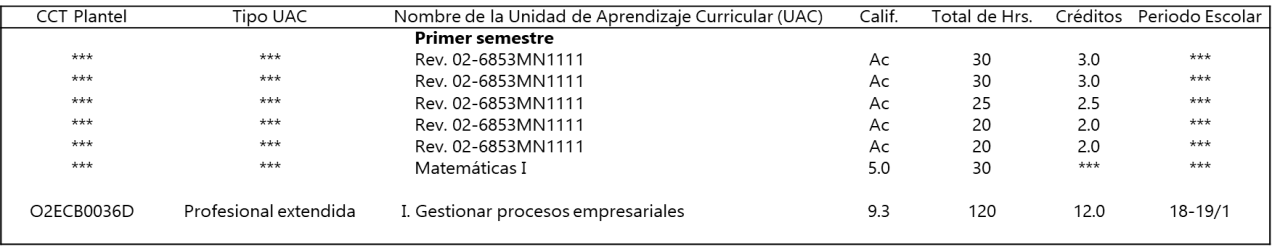 CCT Plantel Tipo UAC Nombre de la Unidad de Aprendizaje Curricular (UAC) Calif. Total de Hrs. Créditos Periodo Escolar
Primer semestre
*** *** Rev. 02-6853MN1111 Ac 30 3.0 ***
*** *** Rev. 02-6853MN1111 Ac 30 3.0 ***
*** *** Rev. 02-6853MN1111 Ac 25 2.5 ***
*** *** Rev. 02-6853MN1111 Ac 20 2.0 ***
*** *** Rev. 02-6853MN1111 Ac 20 2.0 ***
*** *** Matemáticas I 5.0 30 *** ***
O2ECB0036D Profesional extendida I. Gestionar procesos empresariales 9.3 120 12.0 18-19/1